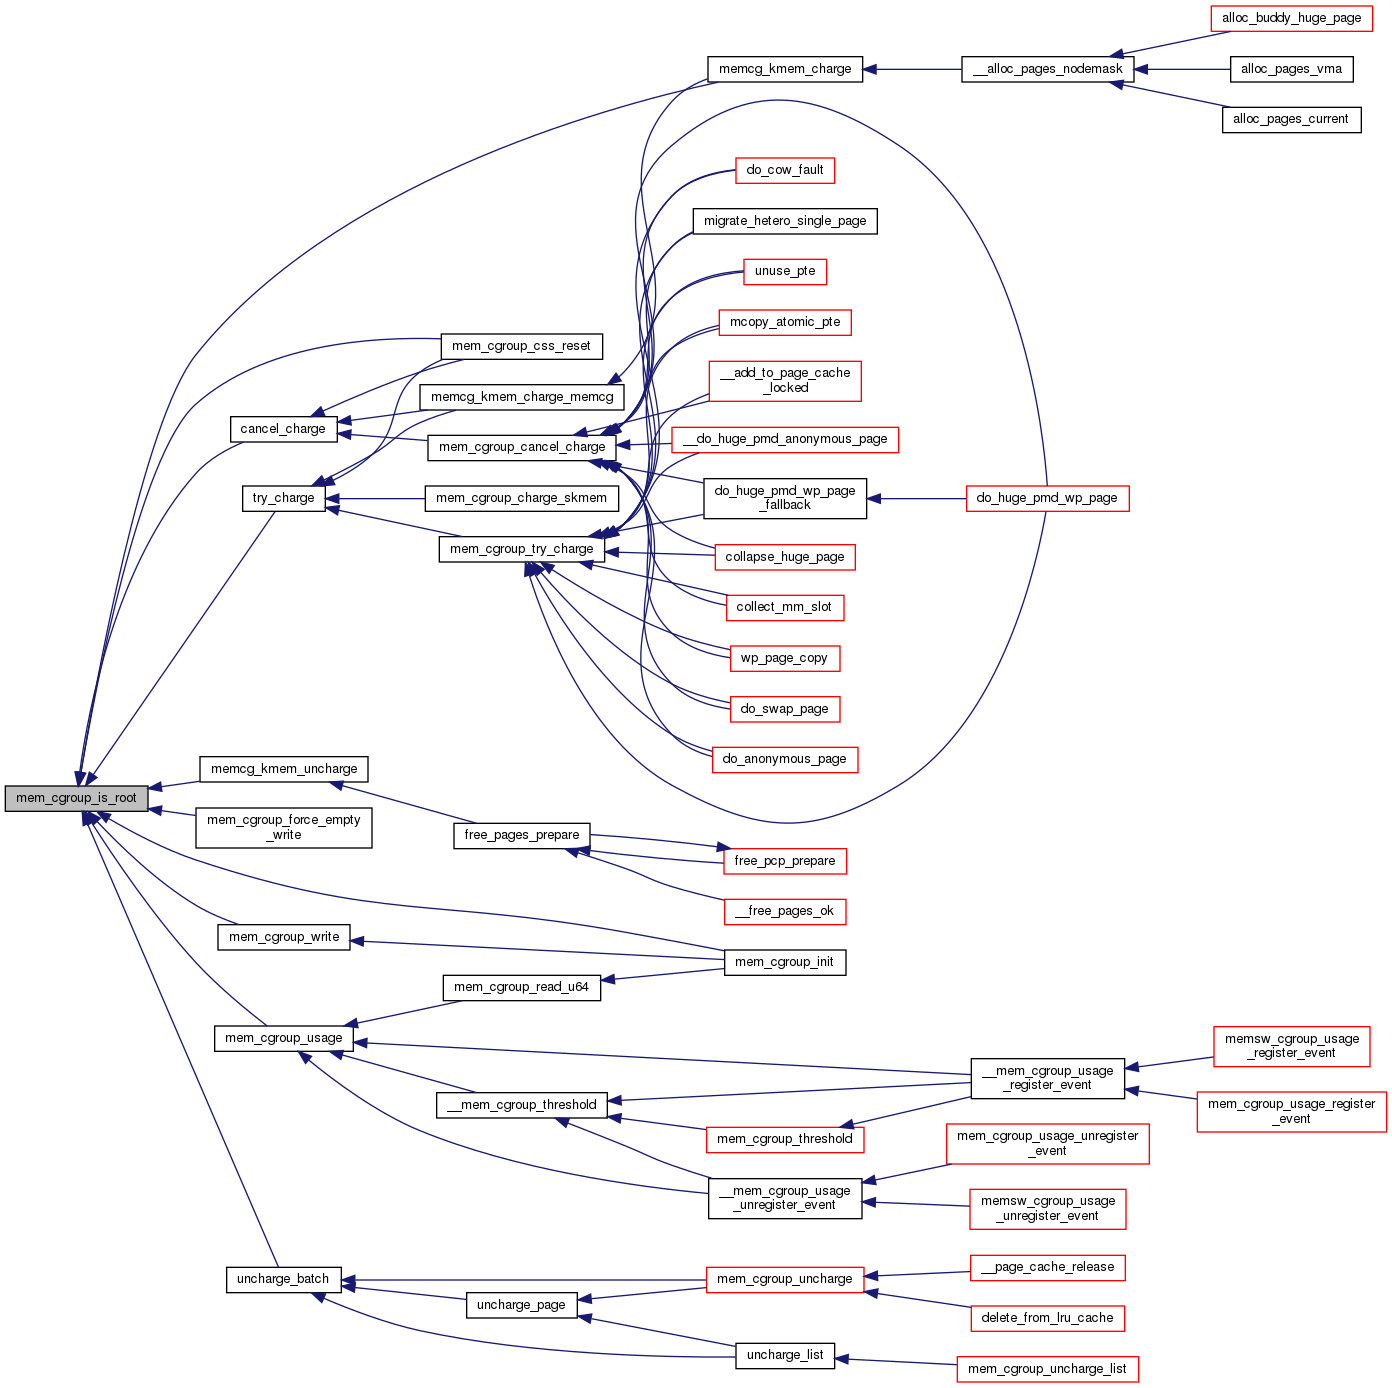 alloc_buddy_huge_page
memcg_kmem_charge
__alloc_pages_nodemask
alloc_pages_vma
alloc_pages_current
do_cow_fault
migrate_hetero_single_page
unuse_pte
mcopy_atomic_pte
mem_cgroup_css_reset
__add_to_page_cache
_locked
memcg_kmem_charge_memcg
cancel_charge
mem_cgroup_cancel_charge
__do_huge_pmd_anonymous_page
try_charge
mem_cgroup_charge_skmem
do_huge_pmd_wp_page
_fallback
do_huge_pmd_wp_page
mem_cgroup_try_charge
collapse_huge_page
collect_mm_slot
wp_page_copy
do_swap_page
do_anonymous_page
memcg_kmem_uncharge
mem_cgroup_is_root
mem_cgroup_force_empty
_write
free_pages_prepare
free_pcp_prepare
__free_pages_ok
mem_cgroup_write
mem_cgroup_init
mem_cgroup_read_u64
mem_cgroup_usage
memsw_cgroup_usage
_register_event
__mem_cgroup_usage
_register_event
__mem_cgroup_threshold
mem_cgroup_usage_register
_event
mem_cgroup_threshold
mem_cgroup_usage_unregister
_event
__mem_cgroup_usage
_unregister_event
memsw_cgroup_usage
_unregister_event
uncharge_batch
mem_cgroup_uncharge
__page_cache_release
uncharge_page
delete_from_lru_cache
uncharge_list
mem_cgroup_uncharge_list